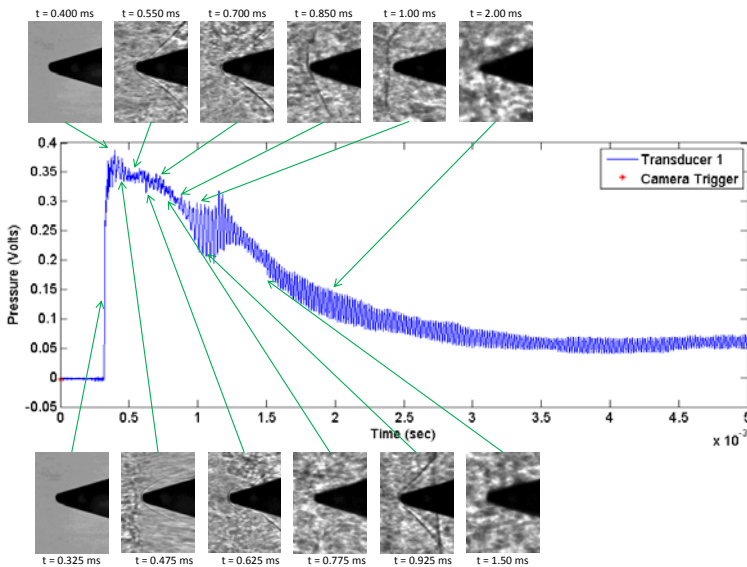 t = 0.400 ms
t = 0.550 ms
t = 0.700 ms
t = 0.850 ms
t = 1.00 ms
t = 2.00 ms
0.4
0.35
0.3
0.25
0.2
0.15
0.1
0.05
0
-0.05
Pressure (Volts)
Transducer 1
Camera Trigger
0
0.5
1
1.5
2
2.5
3
3.5
4
4.5
5
Time (sec)
x 10⁻³
t = 0.325 ms
t = 0.475 ms
t = 0.625 ms
t = 0.775 ms
t = 0.925 ms
t = 1.50 ms